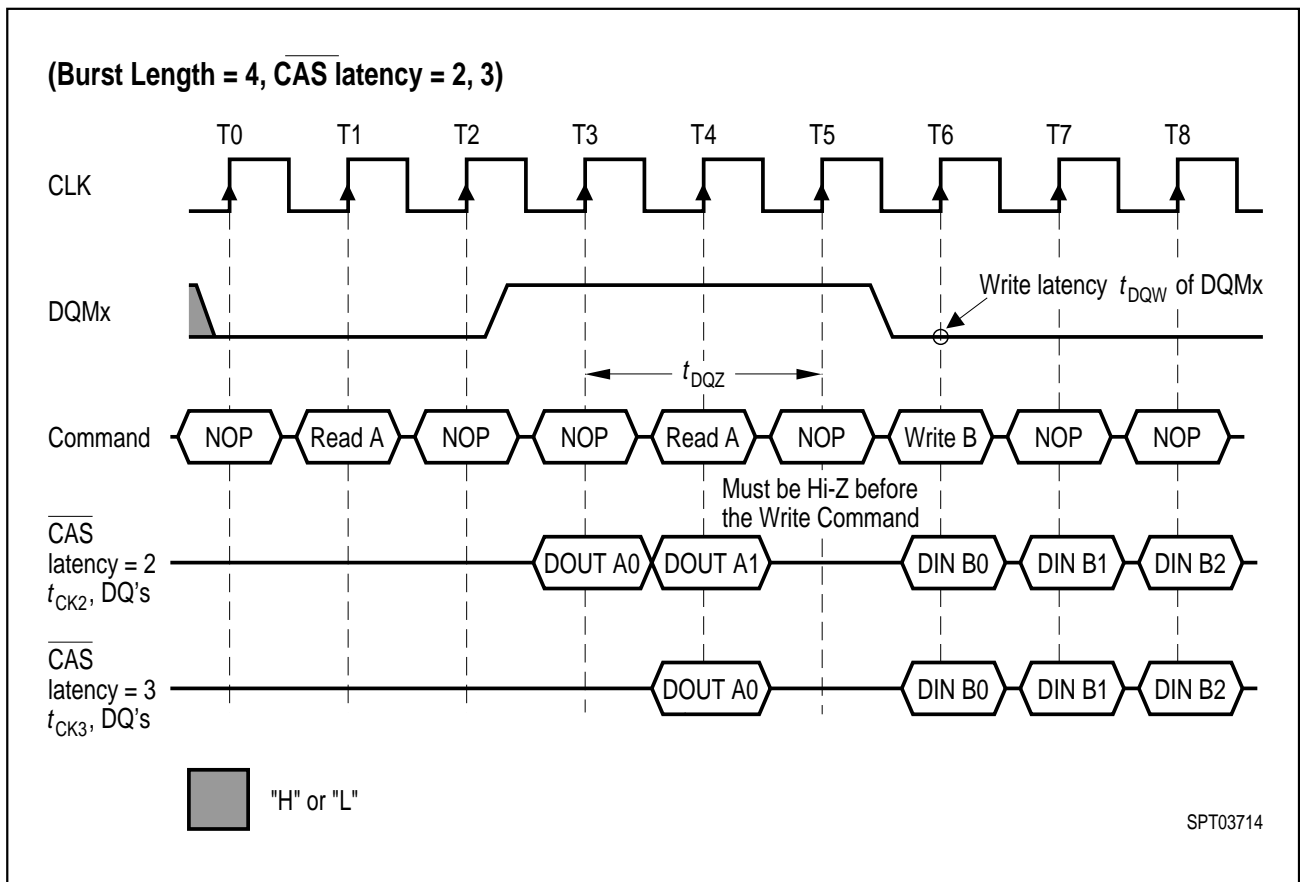 (Burst Length = 4, CAS latency = 2, 3)
T0 T1 T2 T3 T4 T5 T6 T7 T8
CLK
Write latency tDQW of DQMx
DQMx
tDQZ
Command NOP Read A NOP NOP Read A NOP Write B NOP NOP
Must be Hi-Z before
the Write Command
CAS
latency = 2 DOUT A0 DOUT A1 DIN B0 DIN B1 DIN B2
tCK2, DQ's
CAS
latency = 3 DOUT A0 DIN B0 DIN B1 DIN B2
tCK3, DQ's
"H" or "L"
SPT03714